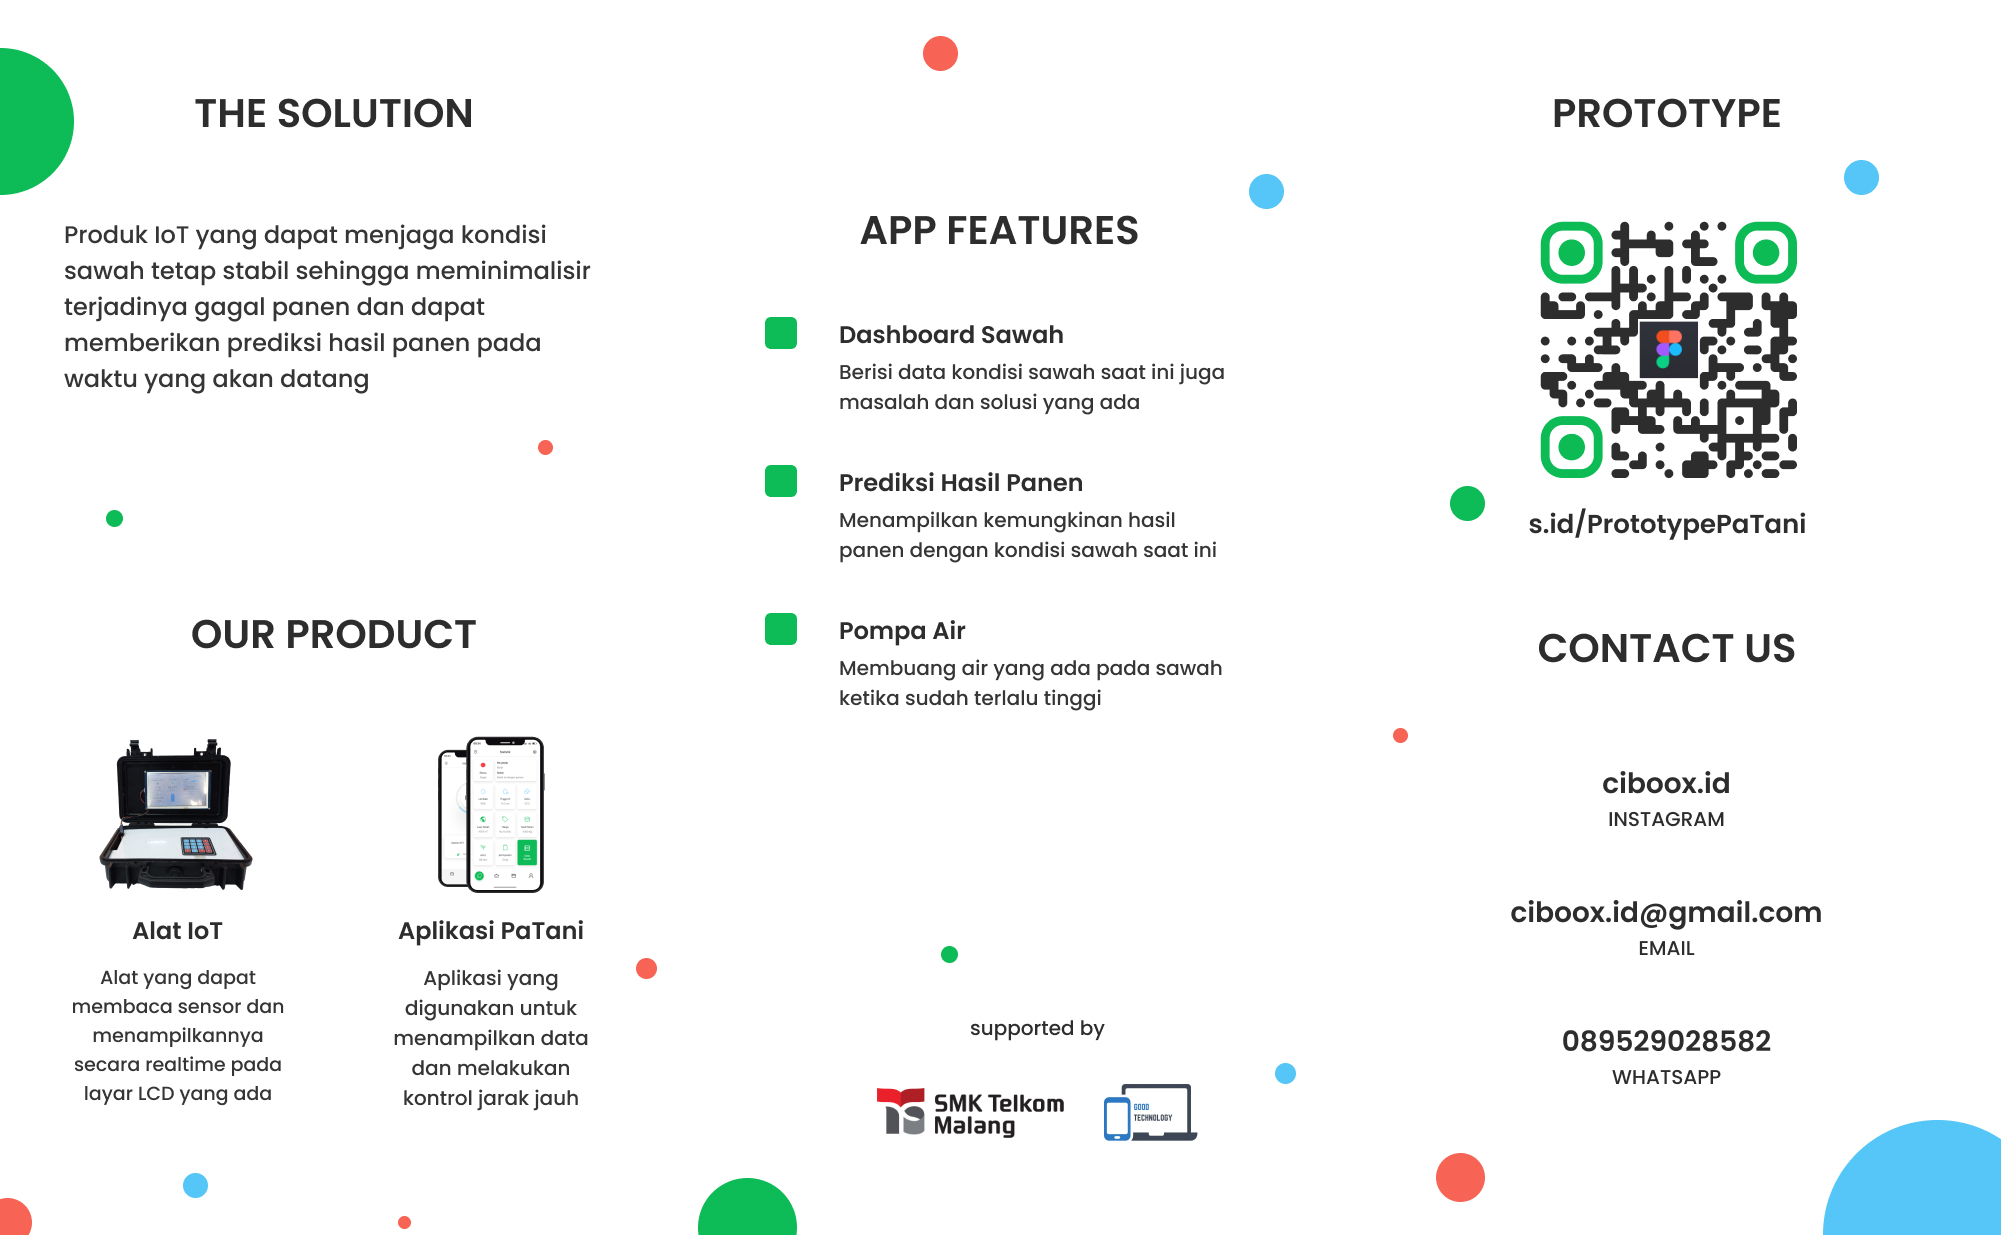 THE SOLUTION
Produk IoT yang dapat menjaga kondisi
sawah tetap stabil sehingga meminimalisir
terjadinya gagal panen dan dapat
memberikan prediksi hasil panen pada
waktu yang akan datang
OUR PRODUCT
Alat IoT
Alat yang dapat
membaca sensor dan
menampilkannya
secara realtime pada
layar LCD yang ada
Aplikasi PaTani
Aplikasi yang
digunakan untuk
menampilkan data
dan melakukan
kontrol jarak jauh
APP FEATURES
Dashboard Sawah
Berisi data kondisi sawah saat ini juga
masalah dan solusi yang ada
Prediksi Hasil Panen
Menampilkan kemungkinan hasil
panen dengan kondisi sawah saat ini
Pompa Air
Membuang air yang ada pada sawah
ketika sudah terlalu tinggi
supported by
SMK Telkom
Malang
GOOD
TECHNOLOGY
PROTOTYPE
s.id/PrototypePaTani
CONTACT US
ciboox.id
INSTAGRAM
ciboox.id@gmail.com
EMAIL
089529028582
WHATSAPP